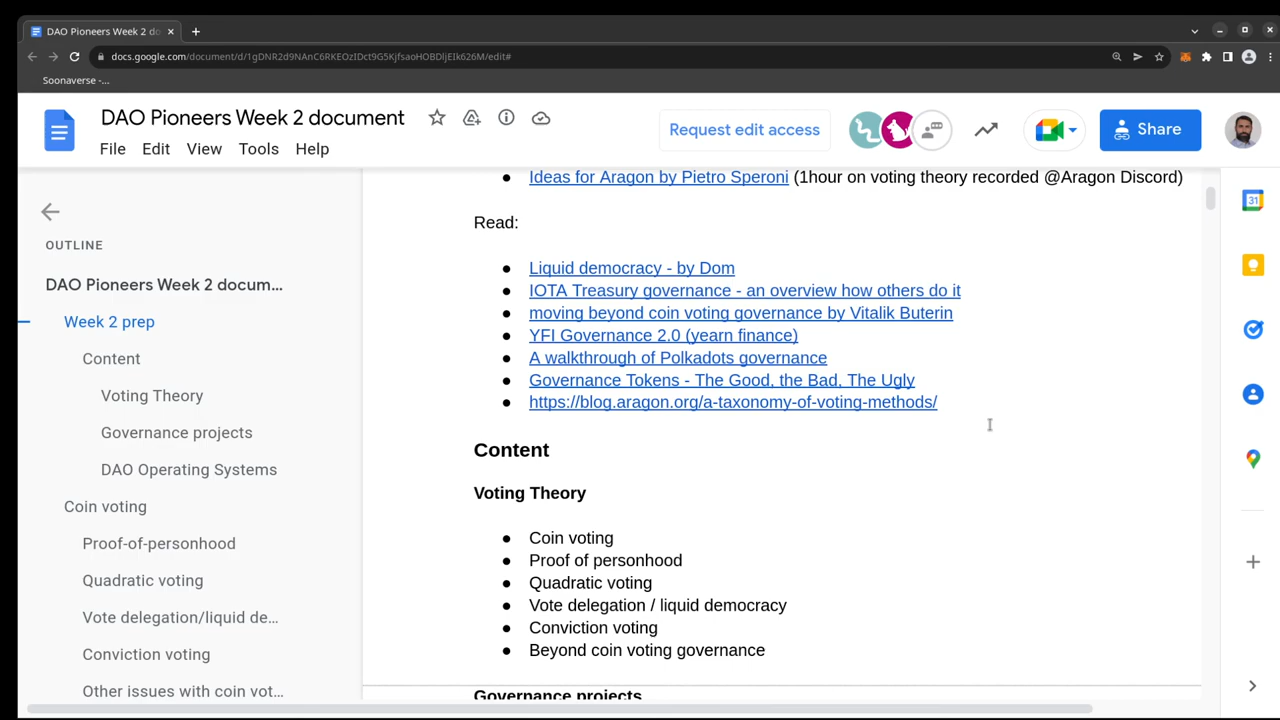 DAO Pioneers Week 2 do
docs.google.com/document/d/1gDNR2d9NAnC6RKEOzIDct9G5KjfsaoHOBDljEIk626M/edit#
Soonaverse -...
DAO Pioneers Week 2 document
File Edit View Tools Help
Request edit access
Share
OUTLINE
DAO Pioneers Week 2 docum...
Week 2 prep
Content
Voting Theory
Governance projects
DAO Operating Systems
Coin voting
Proof-of-personhood
Quadratic voting
Vote delegation/liquid de...
Conviction voting
Other issues with coin vot...
● Ideas for Aragon by Pietro Speroni (1hour on voting theory recorded @Aragon Discord)
Read:
● Liquid democracy - by Dom
● IOTA Treasury governance - an overview how others do it
● moving beyond coin voting governance by Vitalik Buterin
● YFI Governance 2.0 (yearn finance)
● A walkthrough of Polkadots governance
● Governance Tokens - The Good, the Bad, The Ugly
● https://blog.aragon.org/a-taxonomy-of-voting-methods/
Content
Voting Theory
● Coin voting
● Proof of personhood
● Quadratic voting
● Vote delegation / liquid democracy
● Conviction voting
● Beyond coin voting governance
Governance projects
31